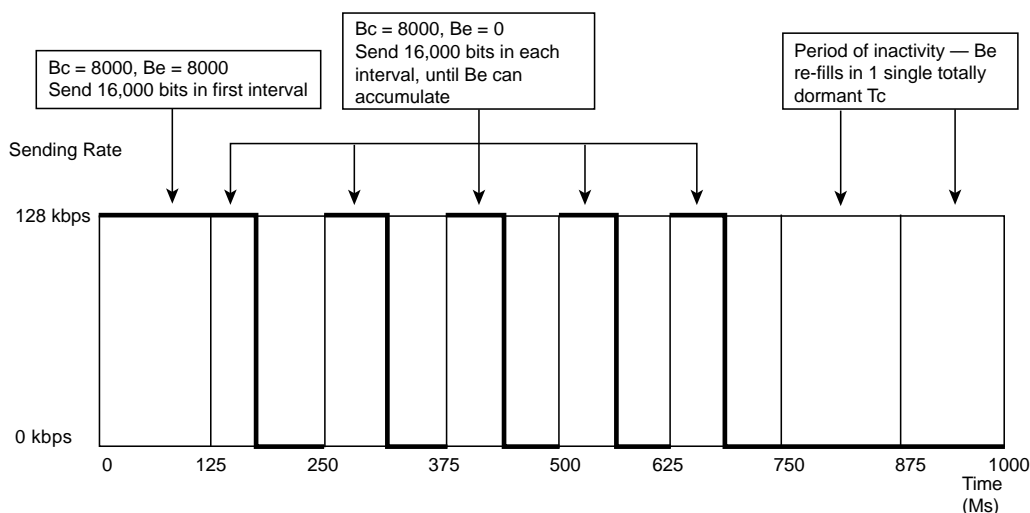 Bc = 8000, Be = 8000
Send 16,000 bits in first interval
Bc = 8000, Be = 0
Send 16,000 bits in each
interval, until Be can
accumulate
Period of inactivity — Be
re-fills in 1 single totally
dormant Tc
Sending Rate
128 kbps
0 kbps
0 125 250 375 500 625 750 875 1000
Time
(Ms)